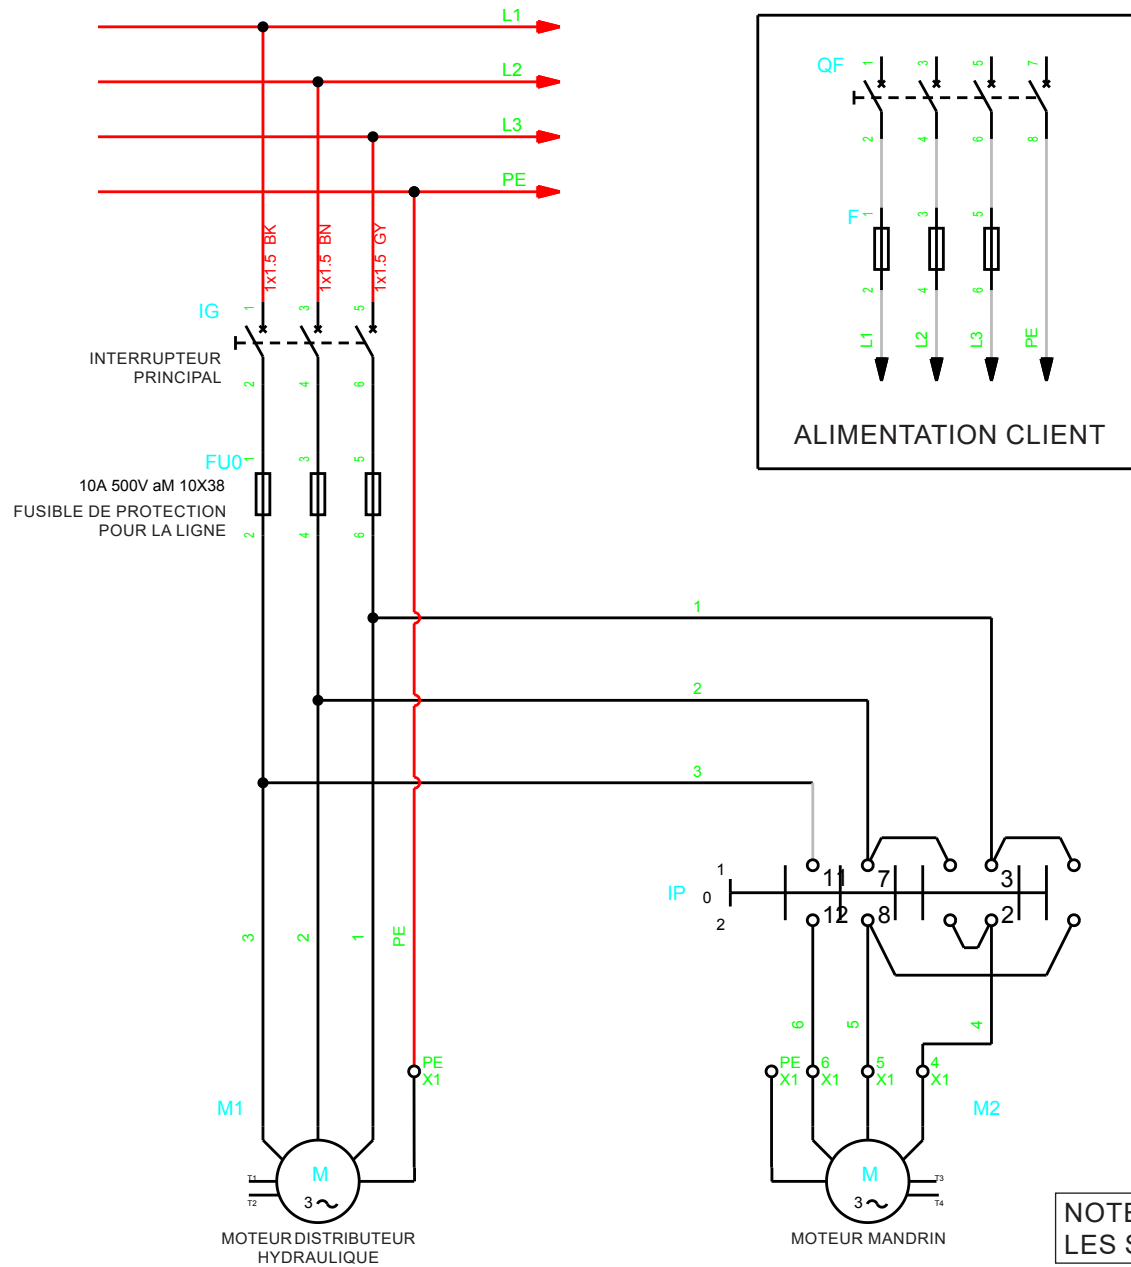 L1
L2
L3
PE
1x1.5 BK
1x1.5 BN
1x1.5 GY
IG
1
3
5
INTERRUPTEUR
PRINCIPAL
2
4
6
FU0
1
3
5
10A 500V aM 10X38
FUSIBLE DE PROTECTION
POUR LA LIGNE
2
4
6
QF
1
3
5
7
2
4
6
8
F
1
3
5
2
4
6
L1
L2
L3
PE
ALIMENTATION CLIENT
1
2
3
IP
1
0
2
11
7
3
12
8
2
3
2
1
PE
6
5
4
PE
X1
PE
X1
6
X1
5
X1
4
X1
M1
M2
M
3
T1
T2
MOTEUR DISTRIBUTEUR
HYDRAULIQUE
M
3
T3
T4
MOTEUR MANDRIN
NOTE
LES S